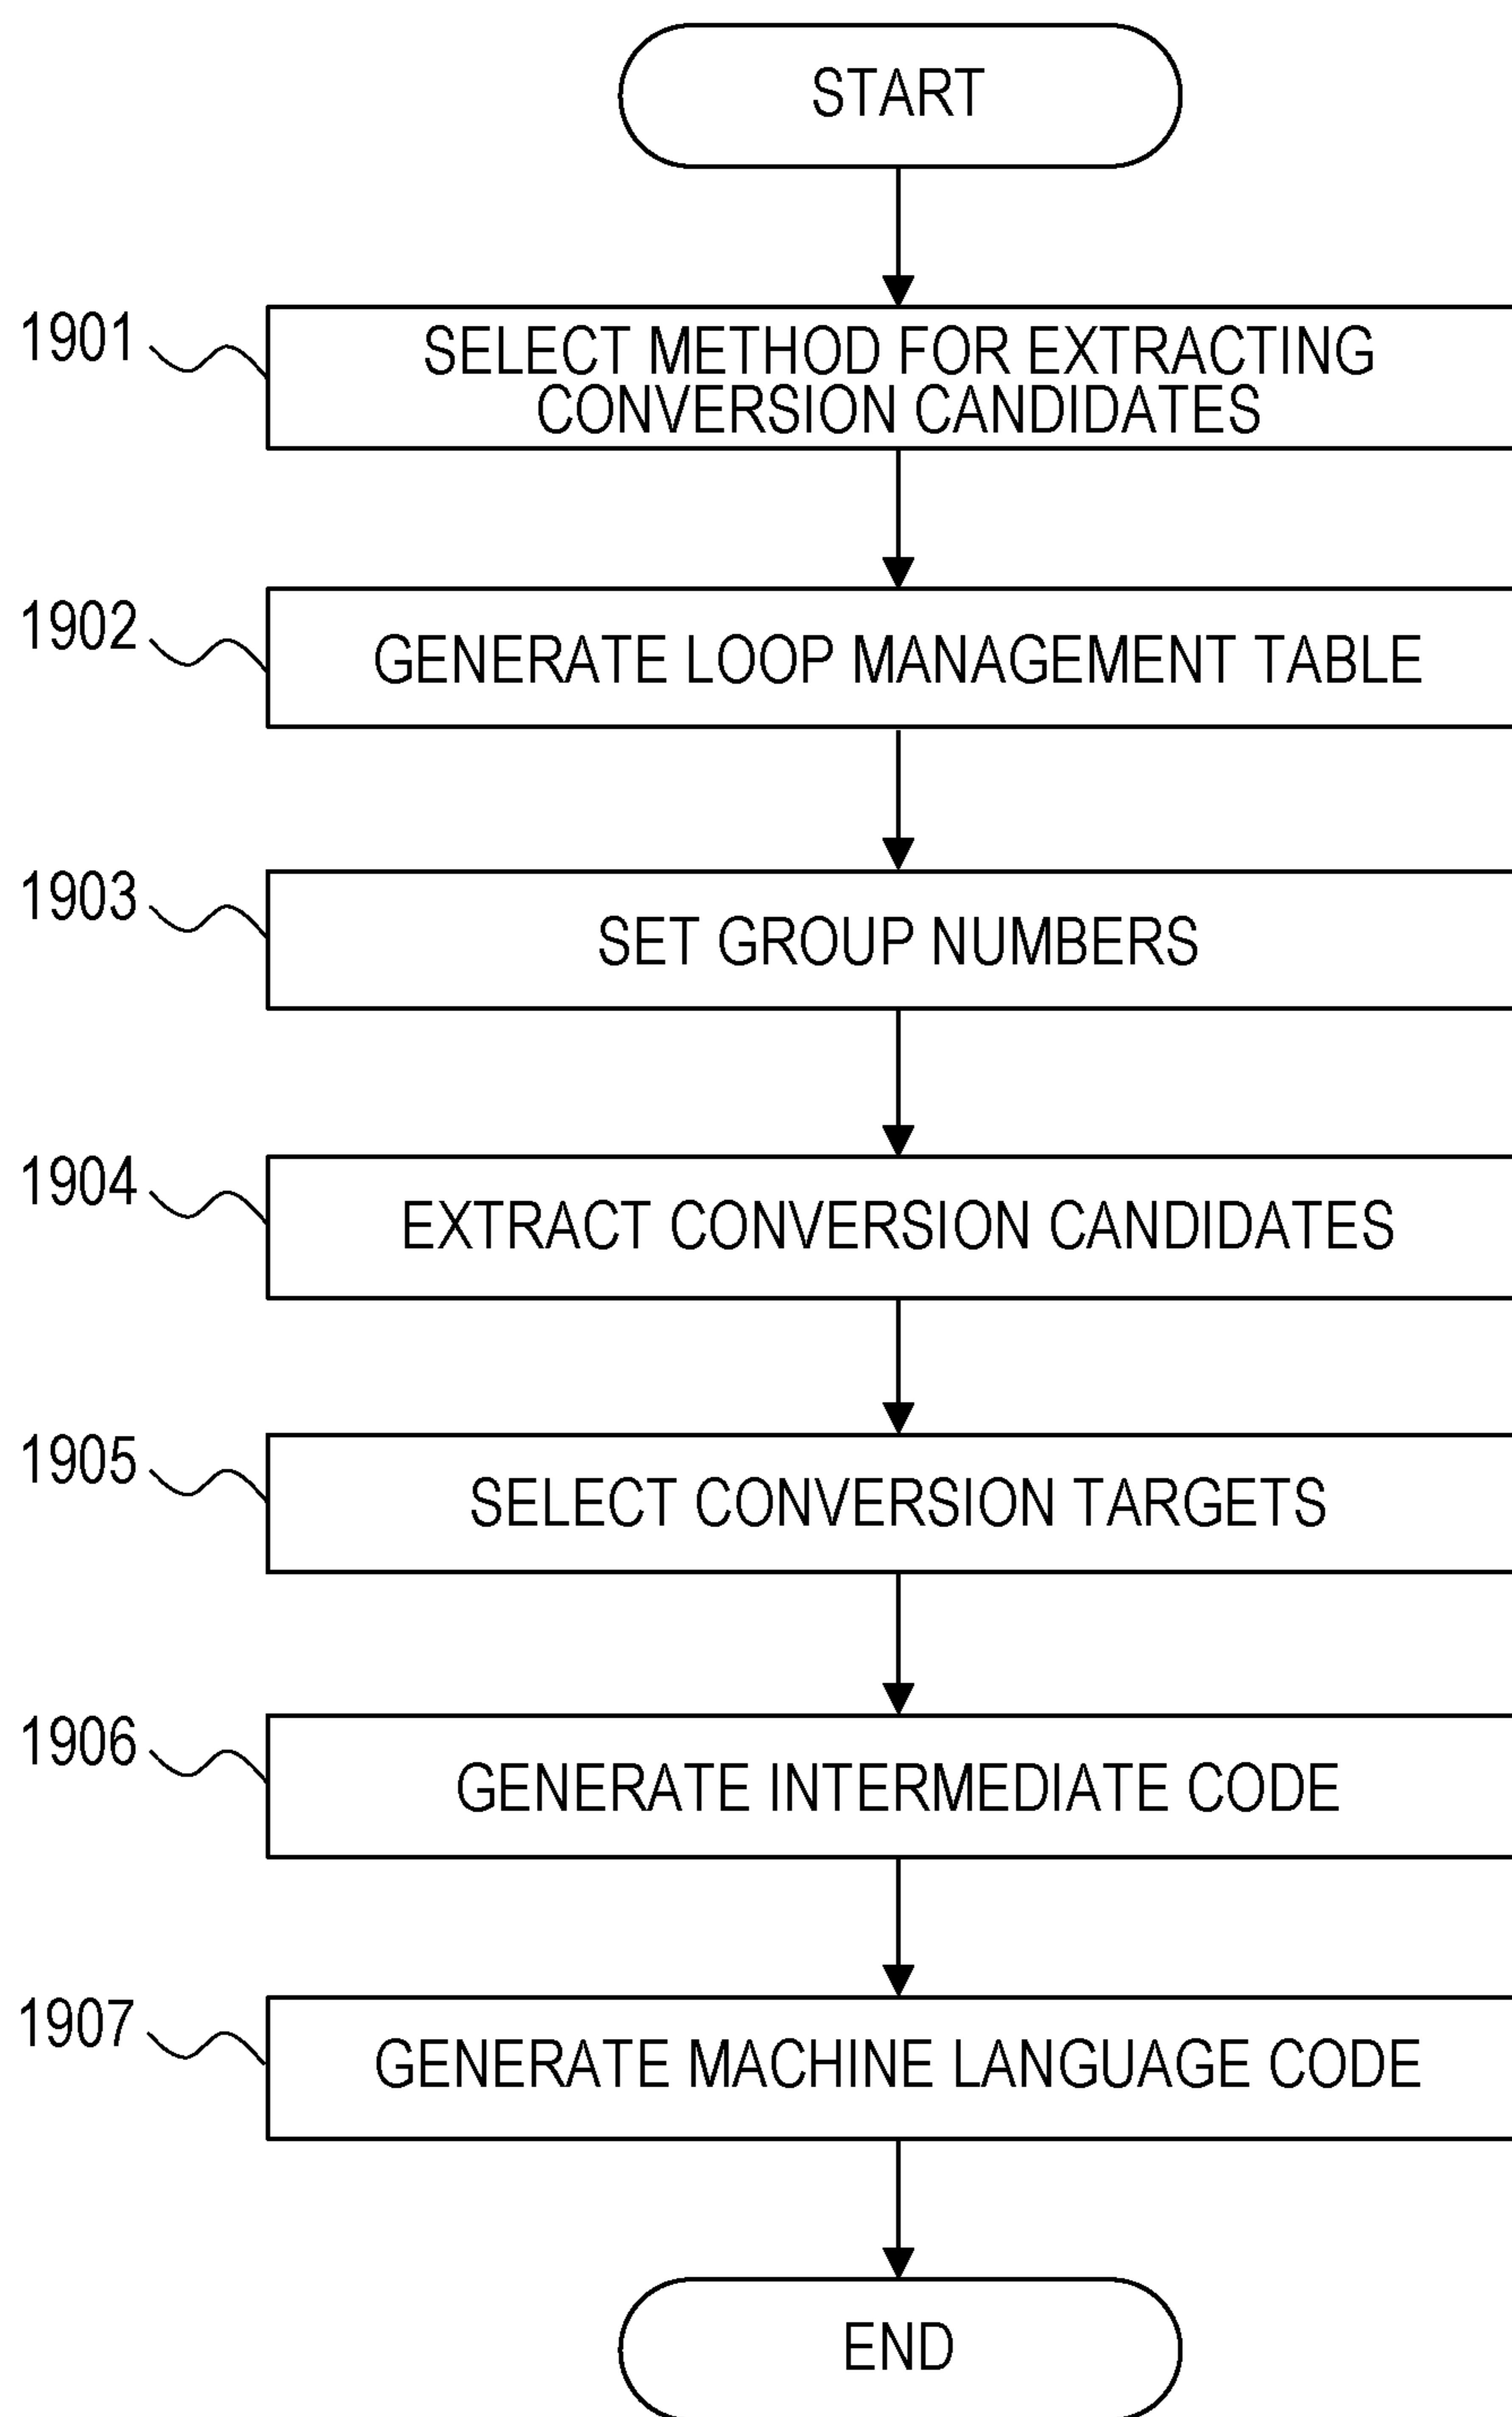 START
1901
SELECT METHOD FOR EXTRACTING
CONVERSION CANDIDATES
1902
GENERATE LOOP MANAGEMENT TABLE
1903
SET GROUP NUMBERS
1904
EXTRACT CONVERSION CANDIDATES
1905
SELECT CONVERSION TARGETS
1906
GENERATE INTERMEDIATE CODE
1907
GENERATE MACHINE LANGUAGE CODE
END